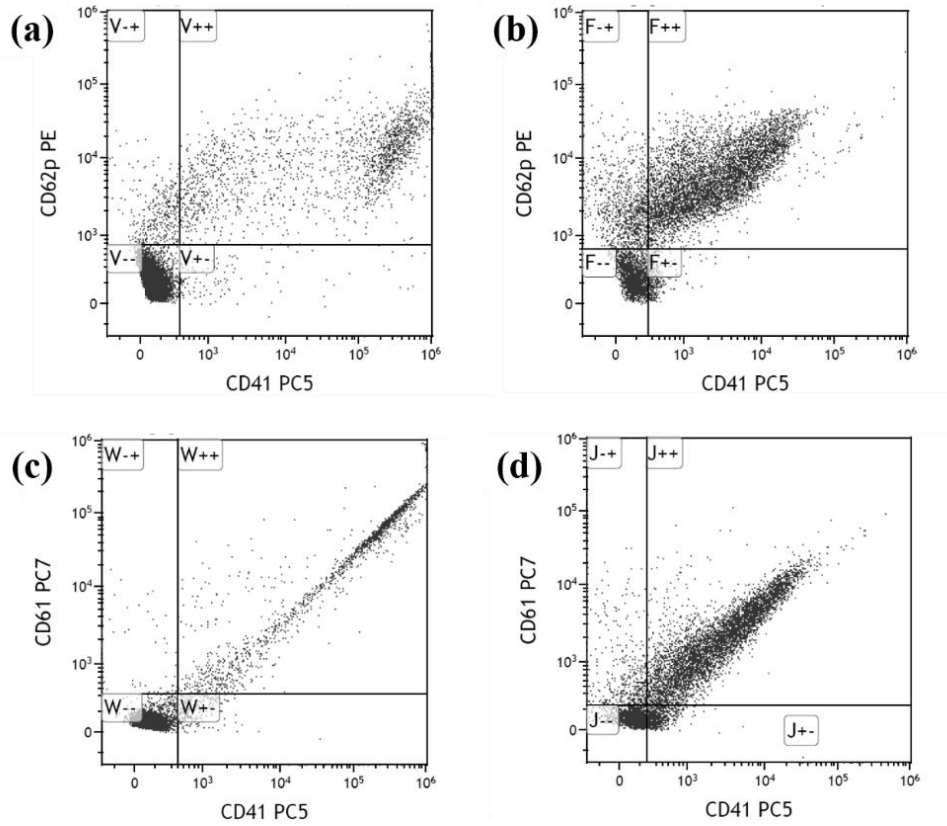 (a)
V-+
V++
10⁶
10⁵
10⁴
10³
0
CD62p PE
V--
V+-
0
10³
10⁴
10⁵
10⁶
CD41 PC5
(b)
F-+
F++
10⁶
10⁵
10⁴
10³
0
CD62p PE
F--
F+-
0
10³
10⁴
10⁵
10⁶
CD41 PC5
(c)
W-+
W++
10⁶
10⁵
10⁴
10³
0
CD61 PC7
W--
W+-
0
10³
10⁴
10⁵
10⁶
CD41 PC5
(d)
J-+
J++
10⁶
10⁵
10⁴
10³
0
CD61 PC7
J--
J+-
0
10³
10⁴
10⁵
10⁶
CD41 PC5